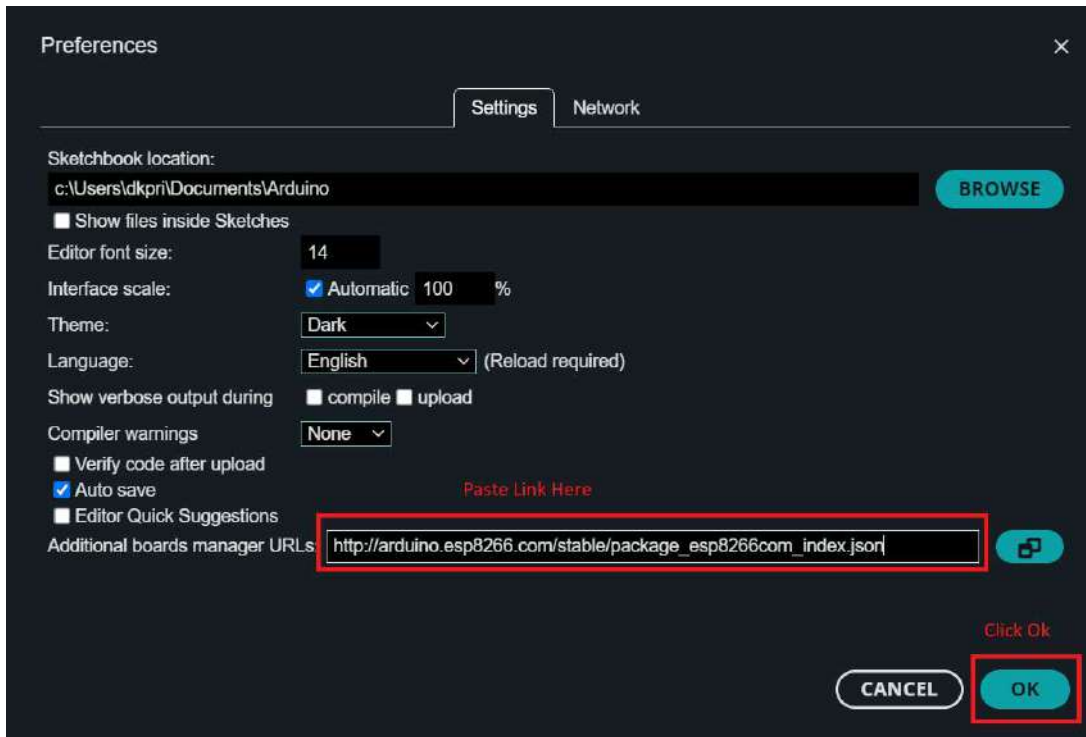 Preferences
Settings Network
Sketchbook location:
c:\Users\dkpri\Documents\Arduino
BROWSE
Show files inside Sketches
Editor font size: 14
Interface scale: Automatic 100 %
Theme: Dark
Language: English (Reload required)
Show verbose output during compile upload
Compiler warnings None
Verify code after upload
Auto save
Paste Link Here
Editor Quick Suggestions
Additional boards manager URLs: http://arduino.esp8266.com/stable/package_esp8266com_index.json
Click Ok
CANCEL OK